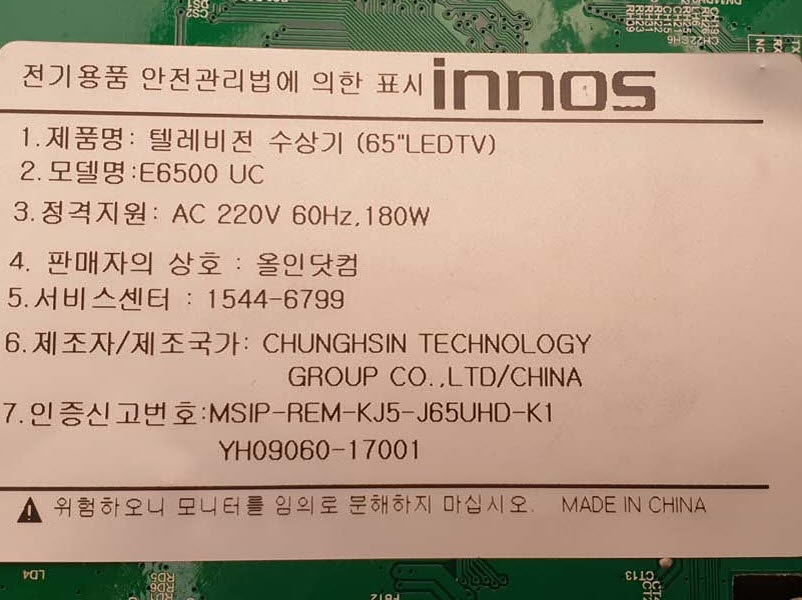 전기용품 안전관리법에 의한 표시 innos
1.제품명: 텔레비전 수상기 (65"LEDTV)
2.모델명:E6500 UC
3.정격지원: AC 220V 60Hz,180W
4. 판매자의 상호 : 올인닷컴
5.서비스센터 : 1544-6799
6.제조자/제조국가: CHUNGHSIN TECHNOLOGY
GROUP CO.,LTD/CHINA
7.인증신고번호:MSIP-REM-KJ5-J65UHD-K1
YH09060-17001
위험하오니 모니터를 임의로 분해하지 마십시오. MADE IN CHINA
LD4
RD5
RD6
CT13